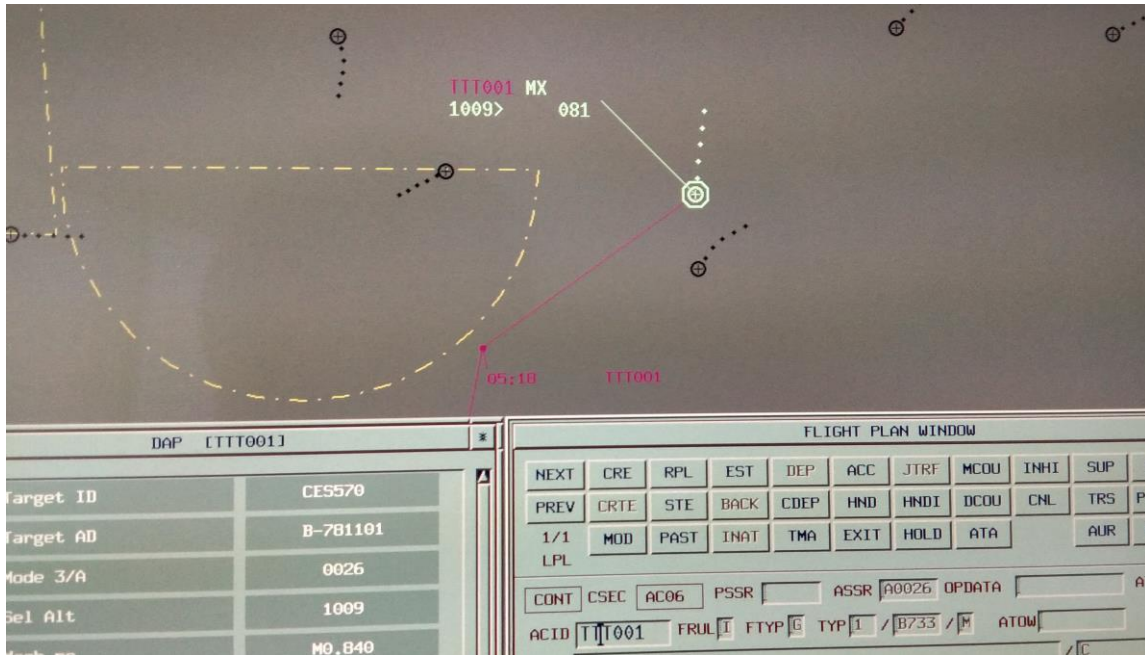 TTT001 MX
1009> 081
05:18 TTT001
DAP [TTT001]
Target ID CES570
Target AD B-781101
Mode 3/A 0026
Sel Alt 1009
M0.840
FLIGHT PLAN WINDOW
NEXT CRE RPL EST DEP ACC JTRF MCOU INHI SUP
PREV CRTE STE BACK CDEP HND HNDI DCOU CNL TRS
1/1 MOD PAST INAT TMA EXIT HOLD ATA AUR
LPL
CONT CSEC AC06 PSSR ASSR A0026 OPDATA
ACID TTT001 FRUL I FTYP G TYP 1 / B733 / M ATOW
/ C